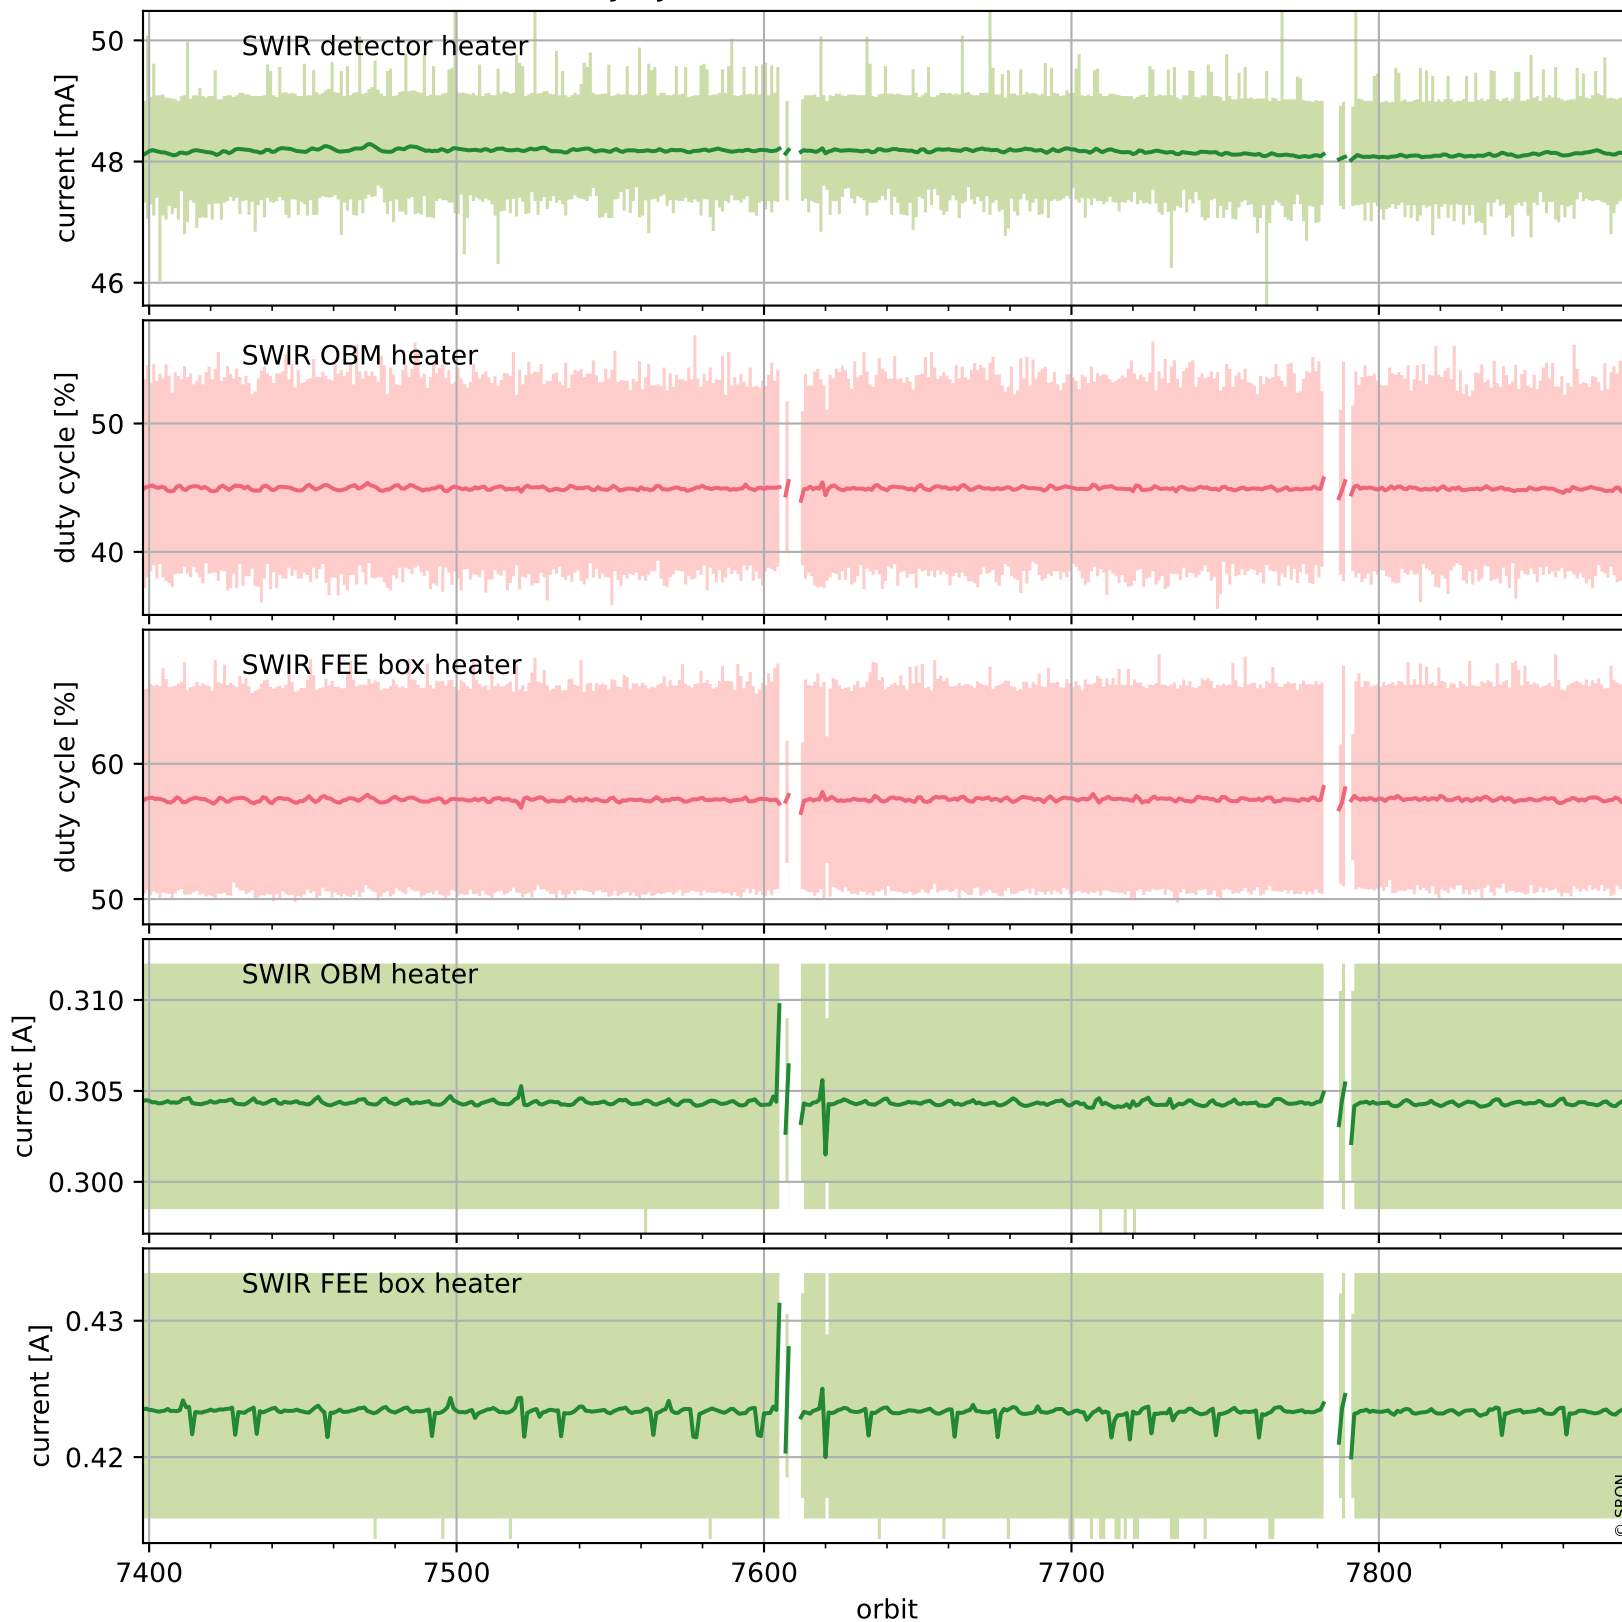 SWIR detector heater
current [mA]
50
48
46
SWIR OBM heater
duty cycle [%]
50
40
SWIR FEE box heater
duty cycle [%]
60
50
SWIR OBM heater
current [A]
0.310
0.305
0.300
SWIR FEE box heater
current [A]
0.43
0.42
7400 7500 7600 7700 7800
orbit
© SRON